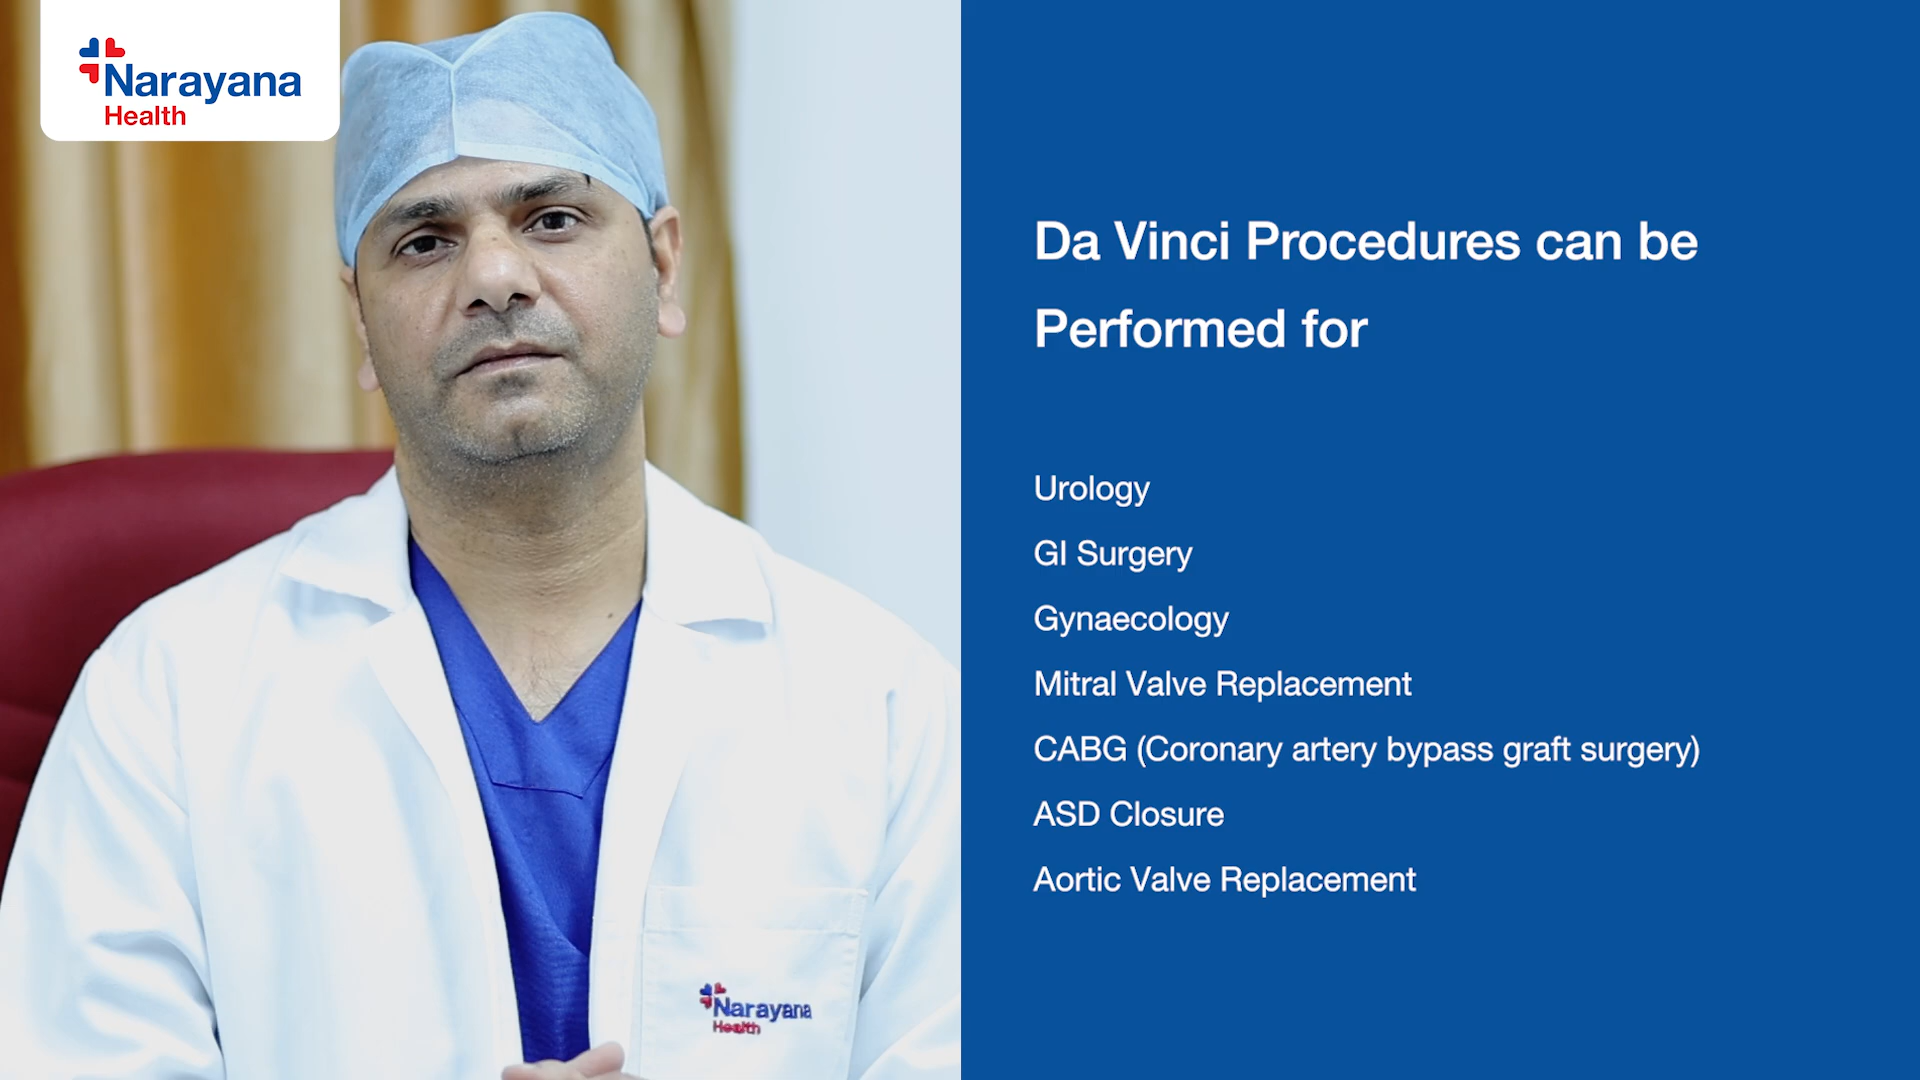 Narayana
Health
Da Vinci Procedures can be
Performed for
Urology
GI Surgery
Gynaecology
Mitral Valve Replacement
CABG (Coronary artery bypass graft surgery)
ASD Closure
Aortic Valve Replacement
Narayana
Health